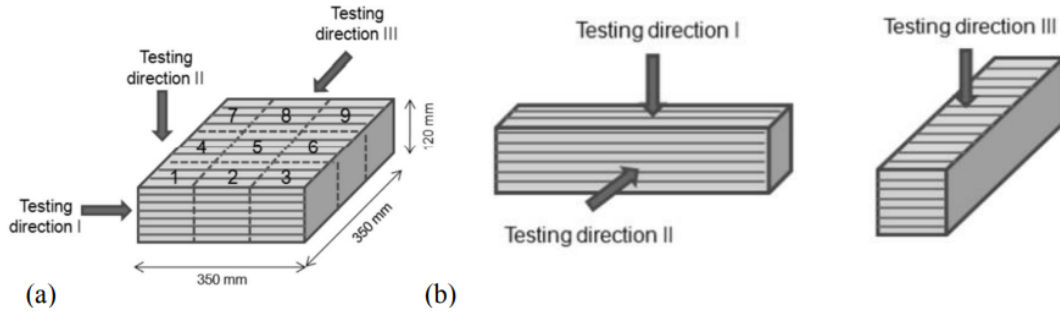 Testing
direction III
Testing
direction II
7 8 9
4 5 6
1 2 3
120 mm
Testing
direction I
350 mm
350 mm
(a)
Testing direction I
Testing direction II
Testing direction III
(b)